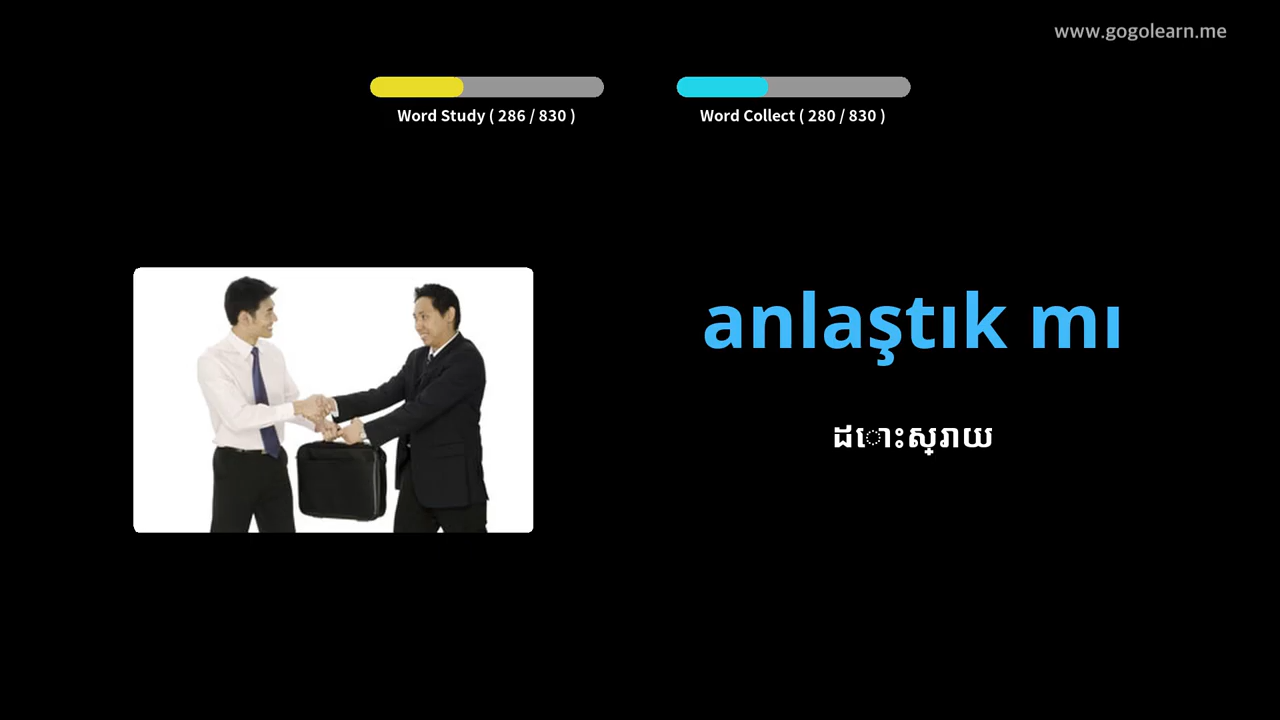 www.gogolearn.me
Word Study ( 286 / 830 )
Word Collect ( 280 / 830 )
anlaştık mı
ដោះស្រាយ